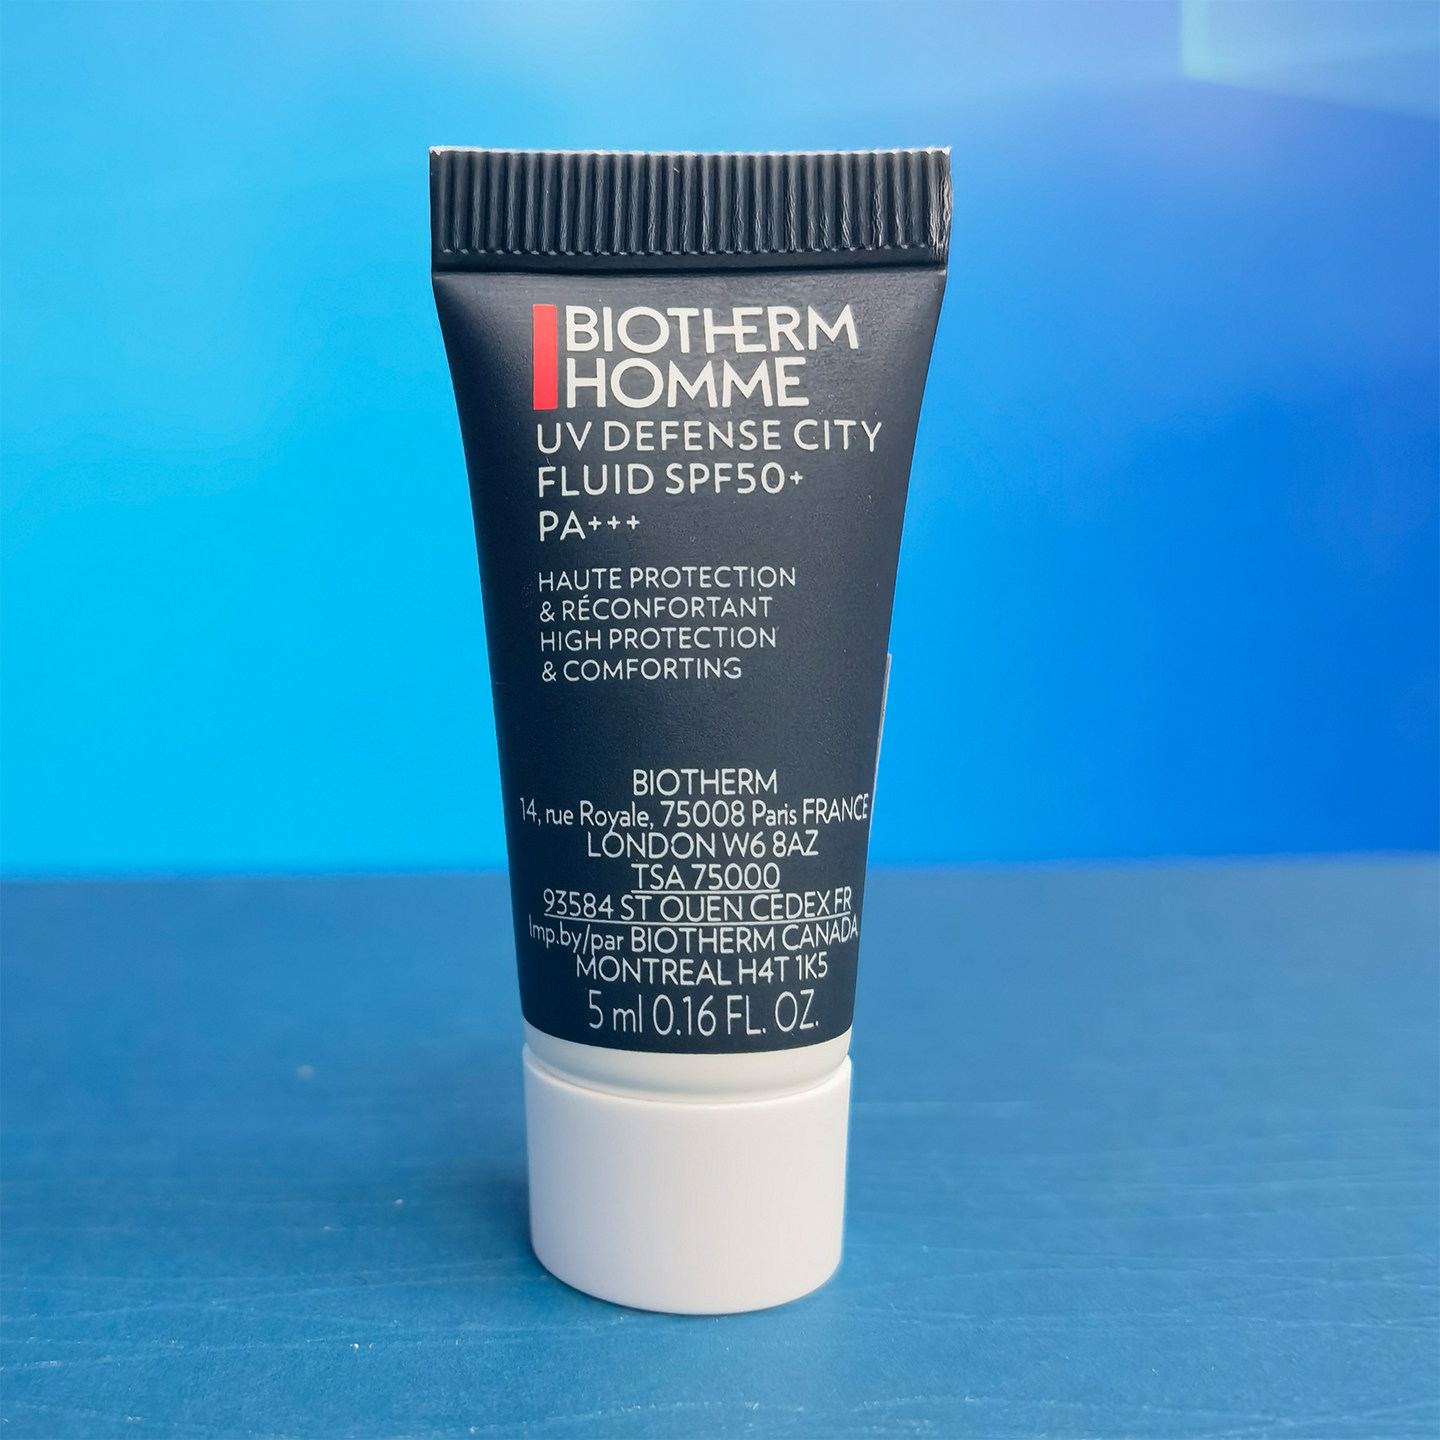 BIOTHERM
HOMME
UV DEFENSE CITY
FLUID SPF50+
PA+++
HAUTE PROTECTION
& RÉCONFORTANT
HIGH PROTECTION
& COMFORTING
BIOTHERM
14, rue Royale, 75008 Paris FRANCE
LONDON W6 8AZ
TSA 75000
93584 ST OUEN CEDEX FR
Imp.by/par BIOTHERM CANADA
MONTREAL H4T 1K5
5 ml 0.16 FL. OZ.